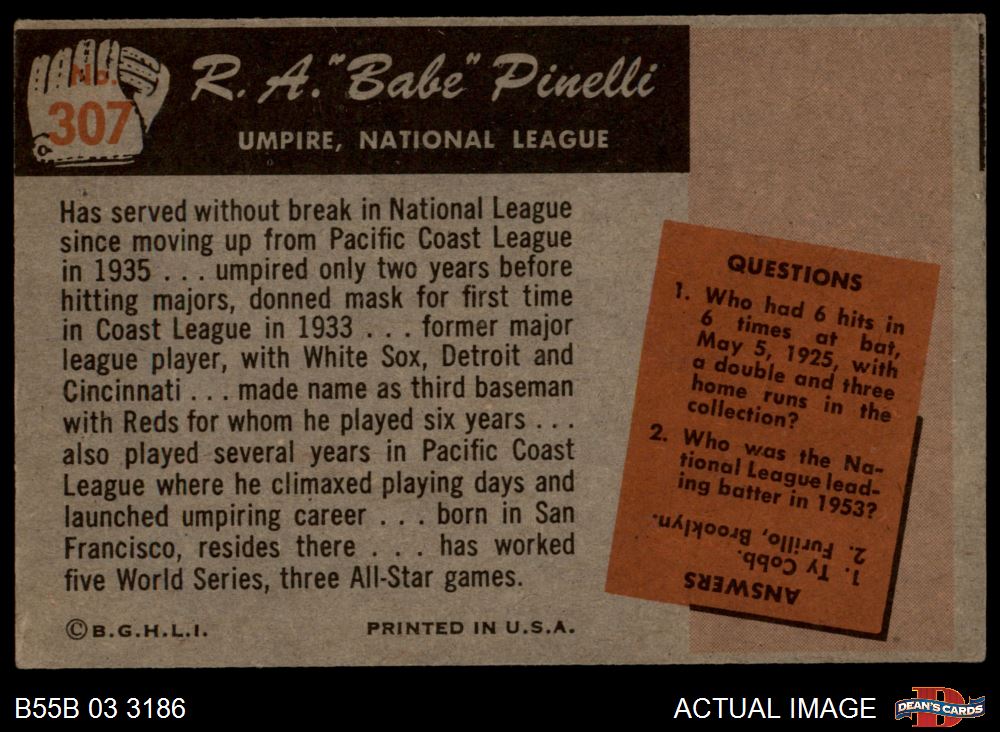 No.
307
R. A. "Babe" Pinelli
UMPIRE, NATIONAL LEAGUE
Has served without break in National League
since moving up from Pacific Coast League
in 1935 . . . umpired only two years before
hitting majors, donned mask for first time
in Coast League in 1933 . . . former major
league player, with White Sox, Detroit and
Cincinnati . . . made name as third baseman
with Reds for whom he played six years . . .
also played several years in Pacific Coast
League where he climaxed playing days and
launched umpiring career . . . born in San
Francisco, resides there . . . has worked
five World Series, three All-Star games.
© B.G.H.L.I.
PRINTED IN U.S.A.
QUESTIONS
1. Who had 6 hits in
6 times at bat,
May 5, 1925, with
a double and three
home runs in the
collection?
2. Who was the Na-
tional League lead-
ing batter in 1953?
ANSWERS
1. Ty Cobb.
2. Furillo, Brooklyn.
B55B 03 3186
ACTUAL IMAGE
D
DEAN'S CARDS